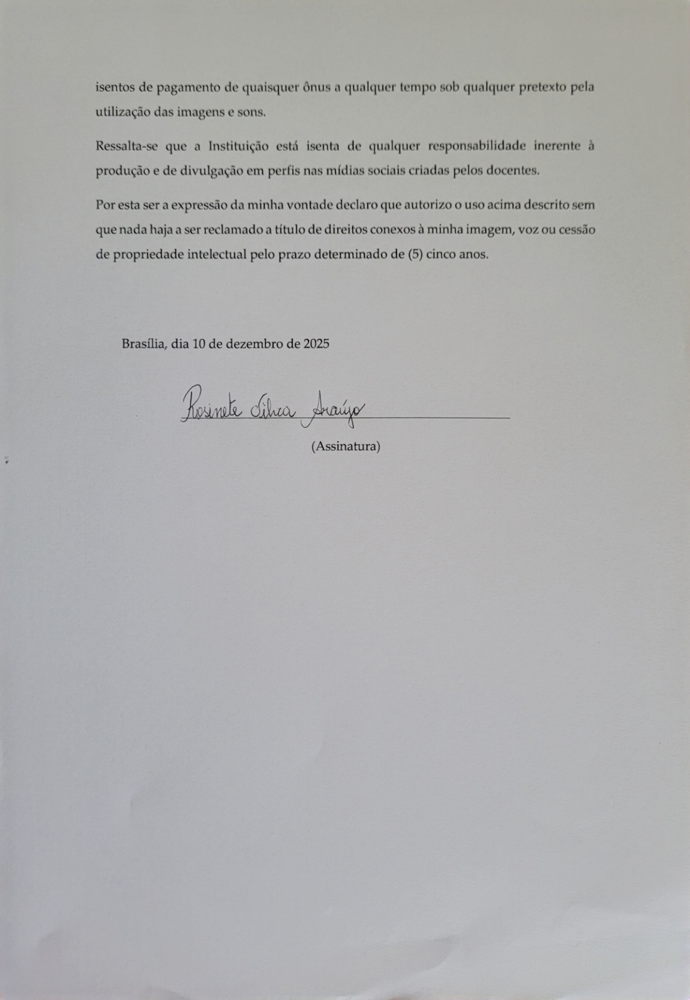 isentos de pagamento de quaisquer ônus a qualquer tempo sob qualquer pretexto pela
utilização das imagens e sons.
Ressalta-se que a Instituição está isenta de qualquer responsabilidade inerente à
produção e de divulgação em perfis nas mídias sociais criadas pelos docentes.
Por esta ser a expressão da minha vontade declaro que autorizo o uso acima descrito sem
que nada haja a ser reclamado a título de direitos conexos à minha imagem, voz ou cessão
de propriedade intelectual pelo prazo determinado de (5) cinco anos.
Brasília, dia 10 de dezembro de 2025
Rosinete Silva Araújo
(Assinatura)